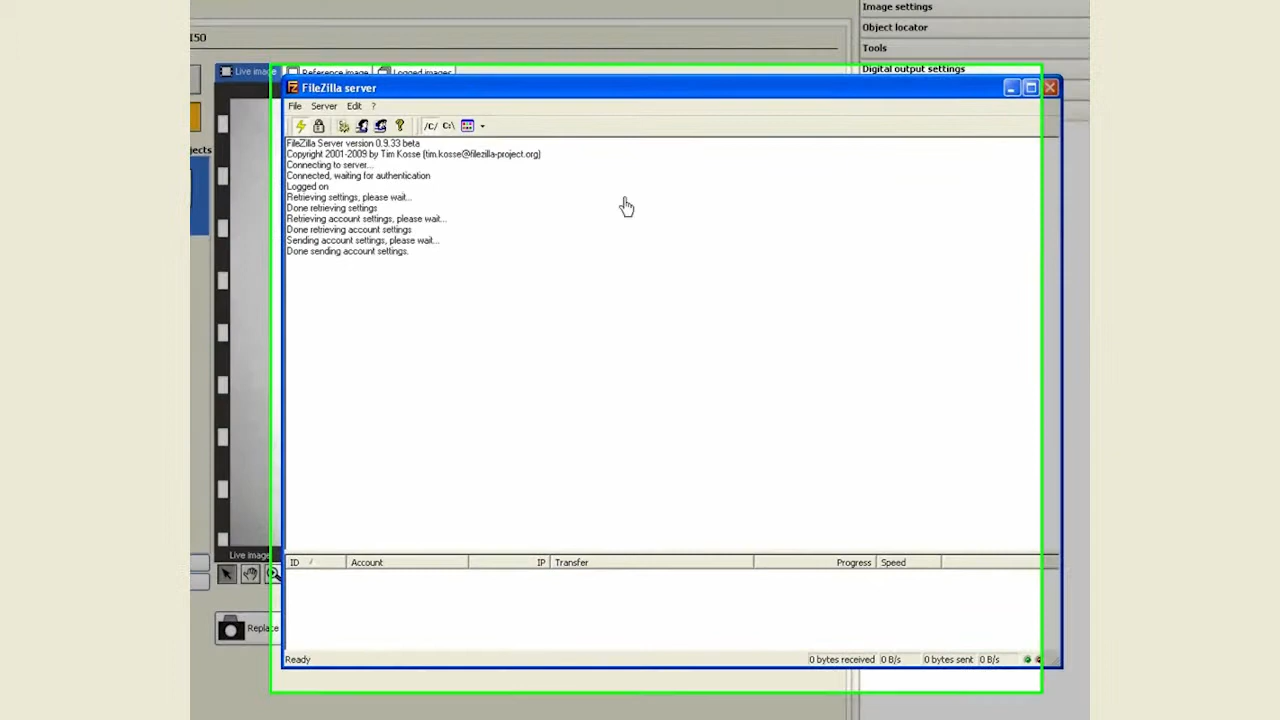 Image settings
Object locator
Tools
Digital output settings
Live image
Reference image
Logged images
FileZilla server
File Server Edit ?
/C/ C:\
FileZilla Server version 0.9.33 beta
Copyright 2001-2009 by Tim Kosse (tim.kosse@filezilla-project.org)
Connecting to server...
Connected, waiting for authentication
Logged on
Retrieving settings, please wait...
Done retrieving settings
Retrieving account settings, please wait...
Done retrieving account settings
Sending account settings, please wait...
Done sending account settings.
Live image
ID / Account IP Transfer Progress Speed
Replace
Ready 0 bytes received 0 B/s 0 bytes sent 0 B/s